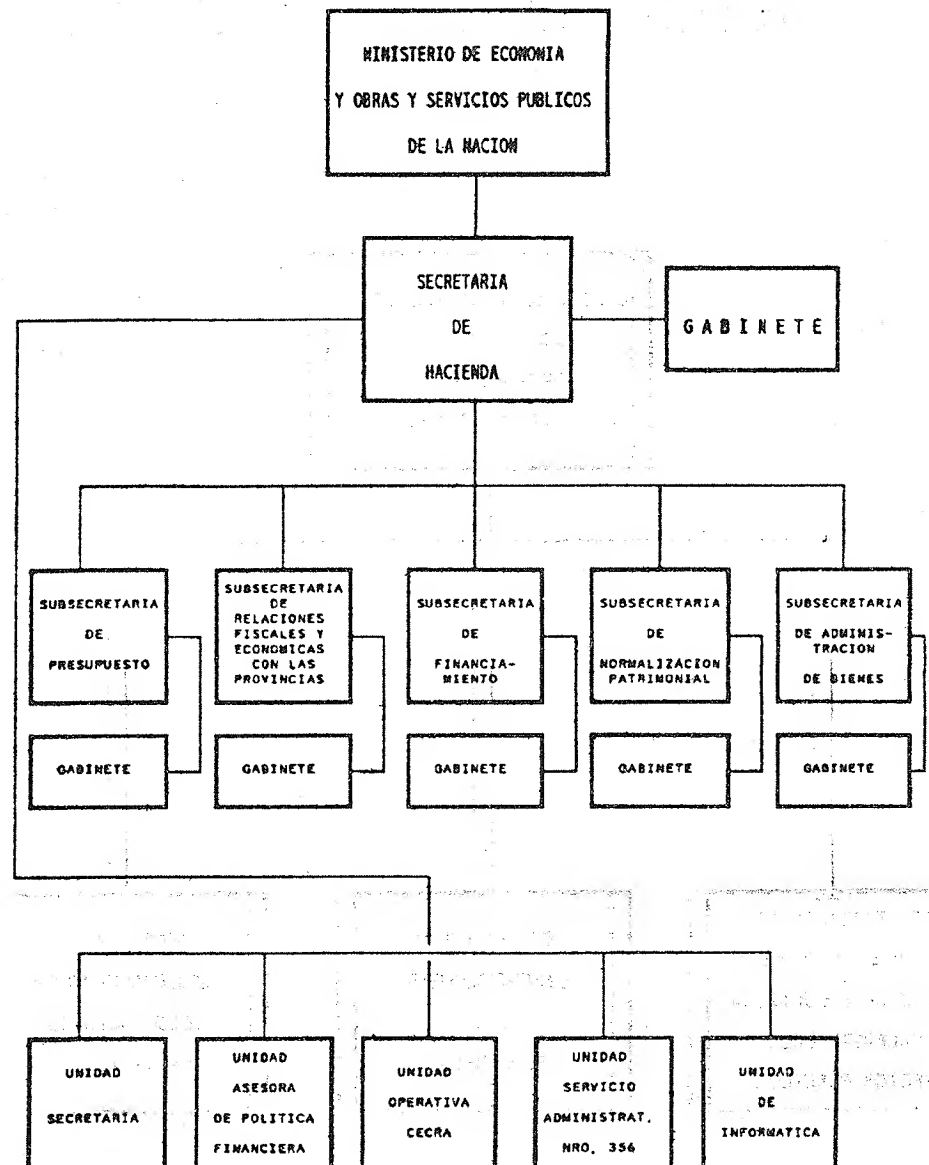 MINISTERIO DE ECONOMIA
Y OBRAS Y SERVICIOS PUBLICOS
DE LA NACION
SECRETARIA
DE
HACIENDA
GABINETE
SUBSECRETARIA
DE
PRESUPUESTO
SUBSECRETARIA
DE
RELACIONES
FISCALES Y
ECONOMICAS
CON LAS
PROVINCIAS
SUBSECRETARIA
DE
FINANCIA-
MIENTO
SUBSECRETARIA
DE
NORMALIZACION
PATRIMONIAL
SUBSECRETARIA
DE ADMINIS-
TRACION
DE BIENES
GABINETE
GABINETE
GABINETE
GABINETE
GABINETE
UNIDAD
SECRETARIA
UNIDAD
ASESORA
DE POLITICA
FINANCIERA
UNIDAD
OPERATIVA
CECRA
UNIDAD
SERVICIO
ADMINISTRAT.
NRO. 356
UNIDAD
DE
INFORMATICA